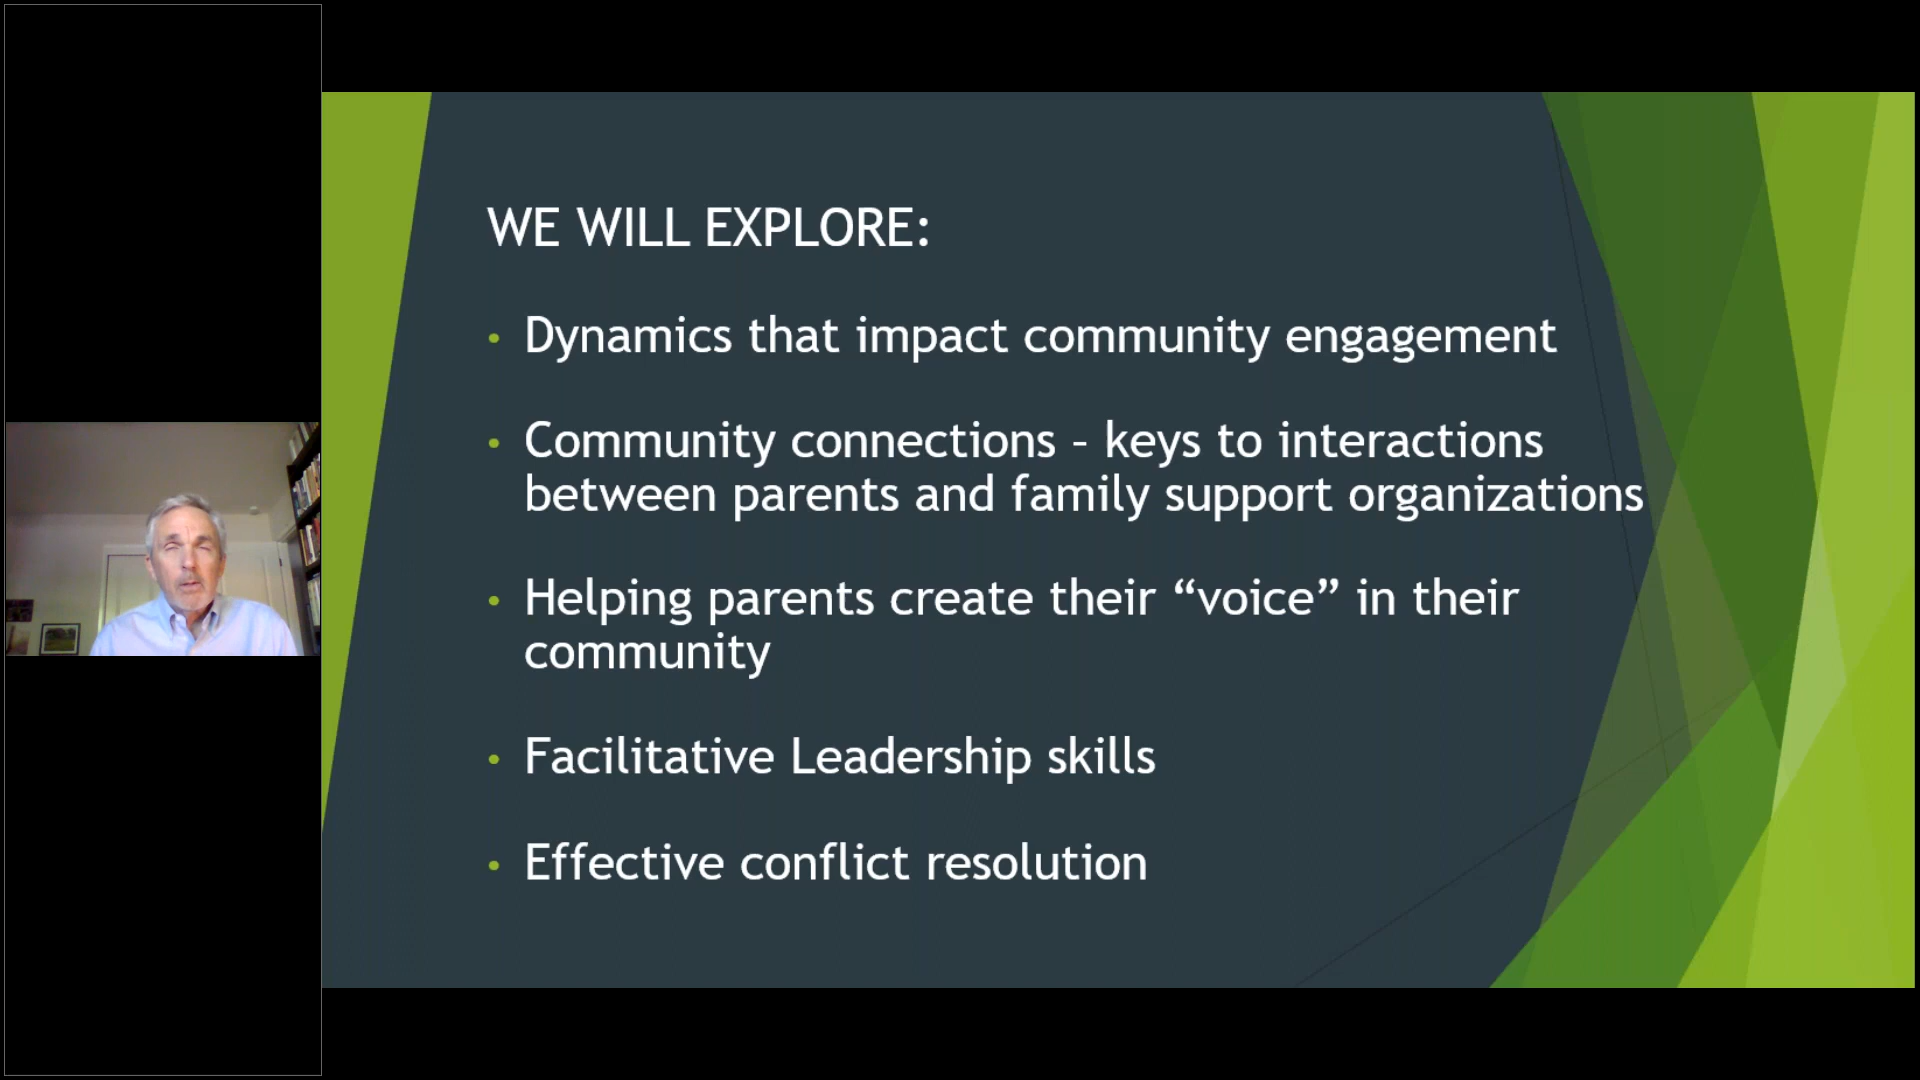 WE WILL EXPLORE:
• Dynamics that impact community engagement
• Community connections – keys to interactions
between parents and family support organizations
• Helping parents create their “voice” in their
community
• Facilitative Leadership skills
• Effective conflict resolution